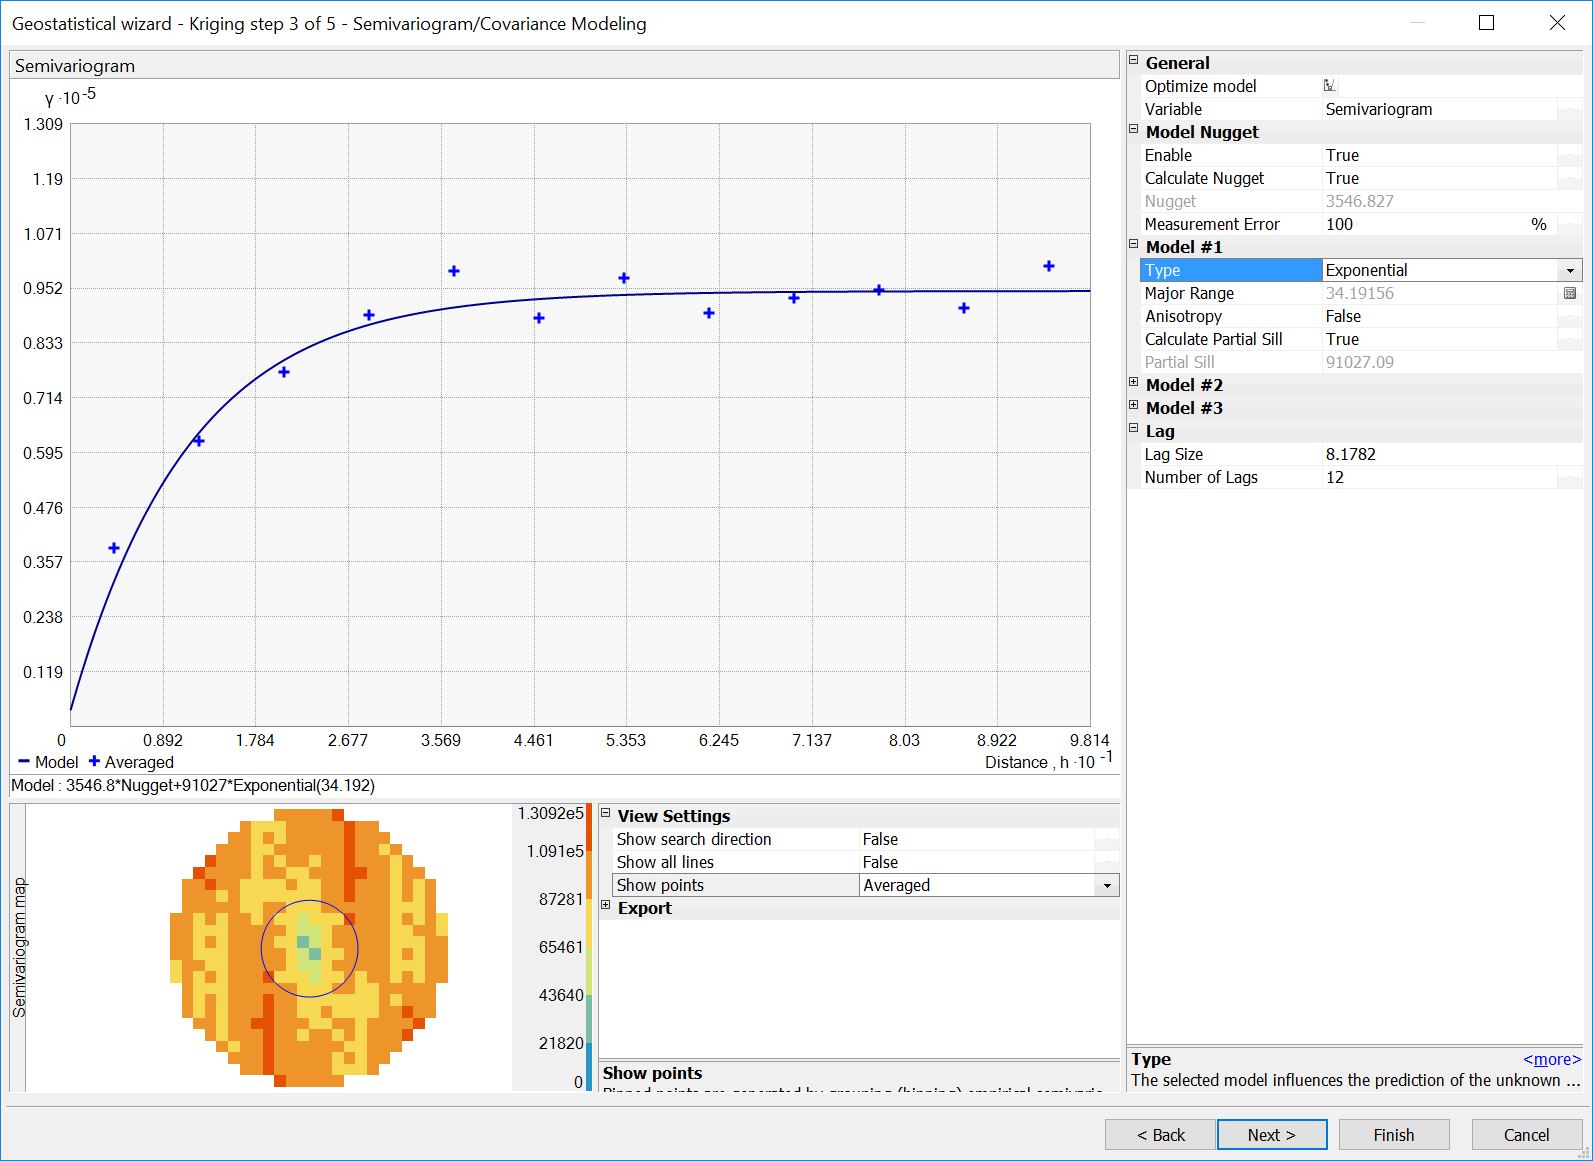 Geostatistical wizard - Kriging step 3 of 5 - Semivariogram/Covariance Modeling
Semivariogram
γ ·10 -5
1.309
1.19
1.071
0.952
0.833
0.714
0.595
0.476
0.357
0.238
0.119
0 0.892 1.784 2.677 3.569 4.461 5.353 6.245 7.137 8.03 8.922 9.814
Model Averaged Distance , h ·10 -1
Model : 3546.8*Nugget+91027*Exponential(34.192)
Semivariogram map
1.3092e5
1.091e5
87281
65461
43640
21820
0
View Settings
Show search direction False
Show all lines False
Show points Averaged
Export
Show points
General
Optimize model
Variable Semivariogram
Model Nugget
Enable True
Calculate Nugget True
Nugget 3546.827
Measurement Error 100 %
Model #1
Type Exponential
Major Range 34.19156
Anisotropy False
Calculate Partial Sill True
Partial Sill 91027.09
Model #2
Model #3
Lag
Lag Size 8.1782
Number of Lags 12
Type <more>
The selected model influences the prediction of the unknown ...
< Back Next > Finish Cancel